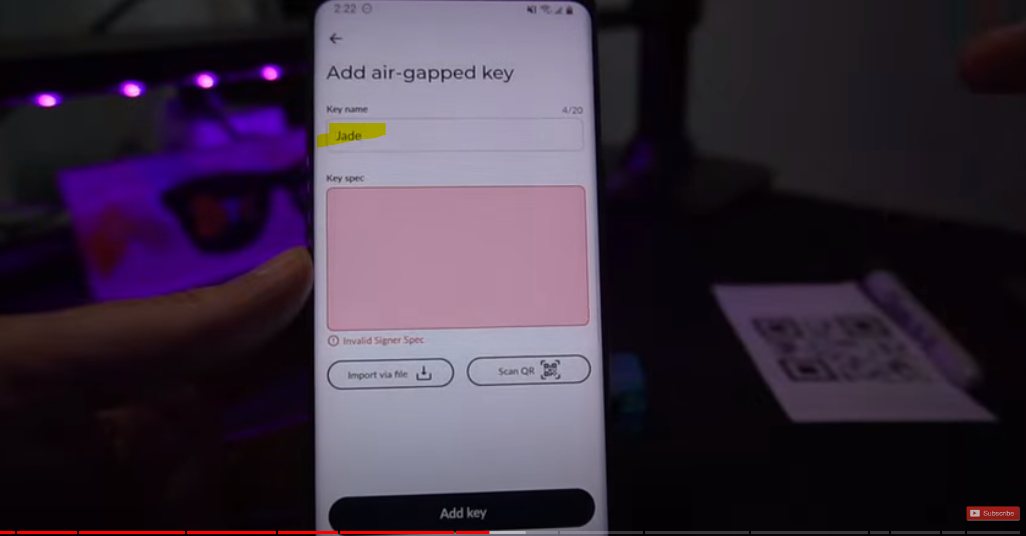 2:22
Add air-gapped key
Key name
4/20
Jade
Key spec
Invalid Signer Spec
Import via file
Scan QR
Add key
Subscribe